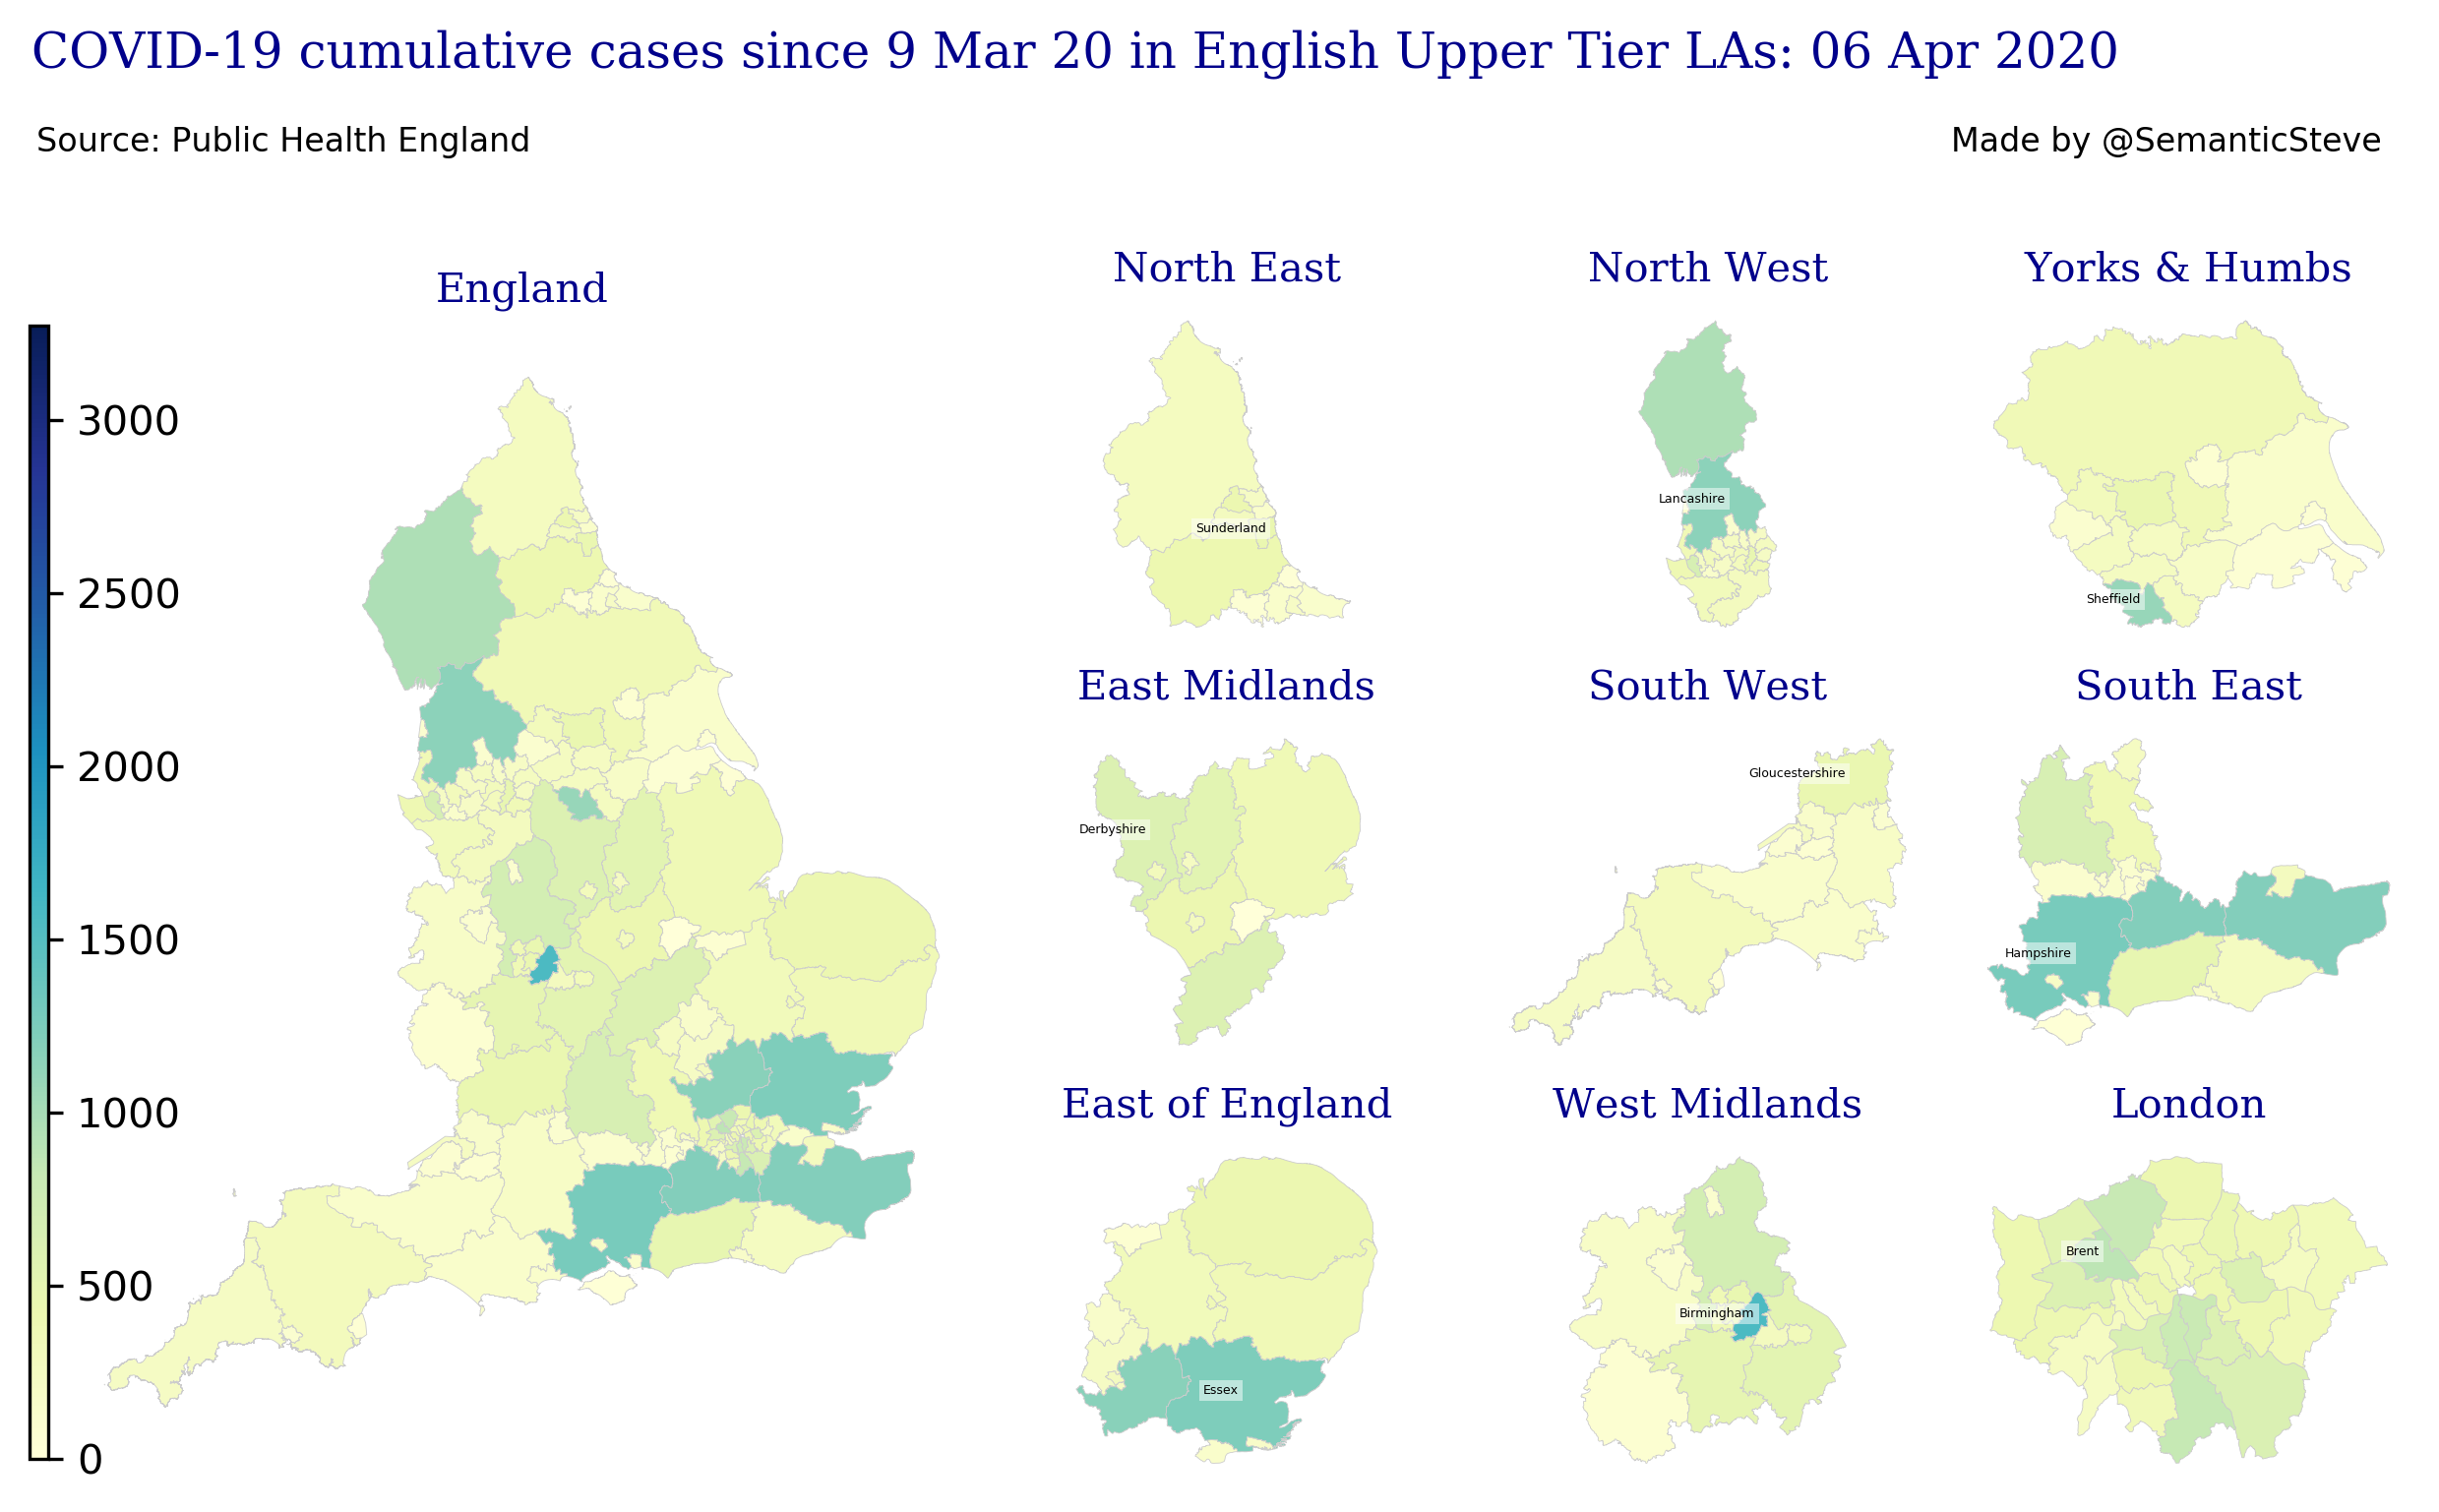 COVID-19 cumulative cases since 9 Mar 20 in English Upper Tier LAs: 06 Apr 2020
Source: Public Health England
Made by @SemanticSteve
England
3000
2500
2000
1500
1000
500
0
North East
Sunderland
North West
Lancashire
Yorks & Humbs
Sheffield
East Midlands
Derbyshire
South West
Gloucestershire
South East
Hampshire
East of England
Essex
West Midlands
Birmingham
London
Brent